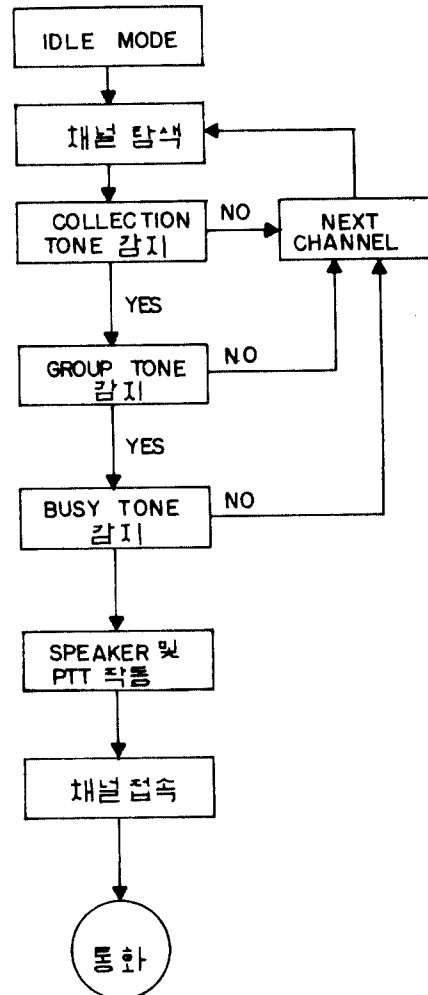 IDLE MODE
채널 탐색
COLLECTION
TONE 감지
NO
NEXT
CHANNEL
YES
GROUP TONE
감지
NO
YES
BUSY TONE
감지
NO
SPEAKER 및
PTT 작동
채널 접속
통화